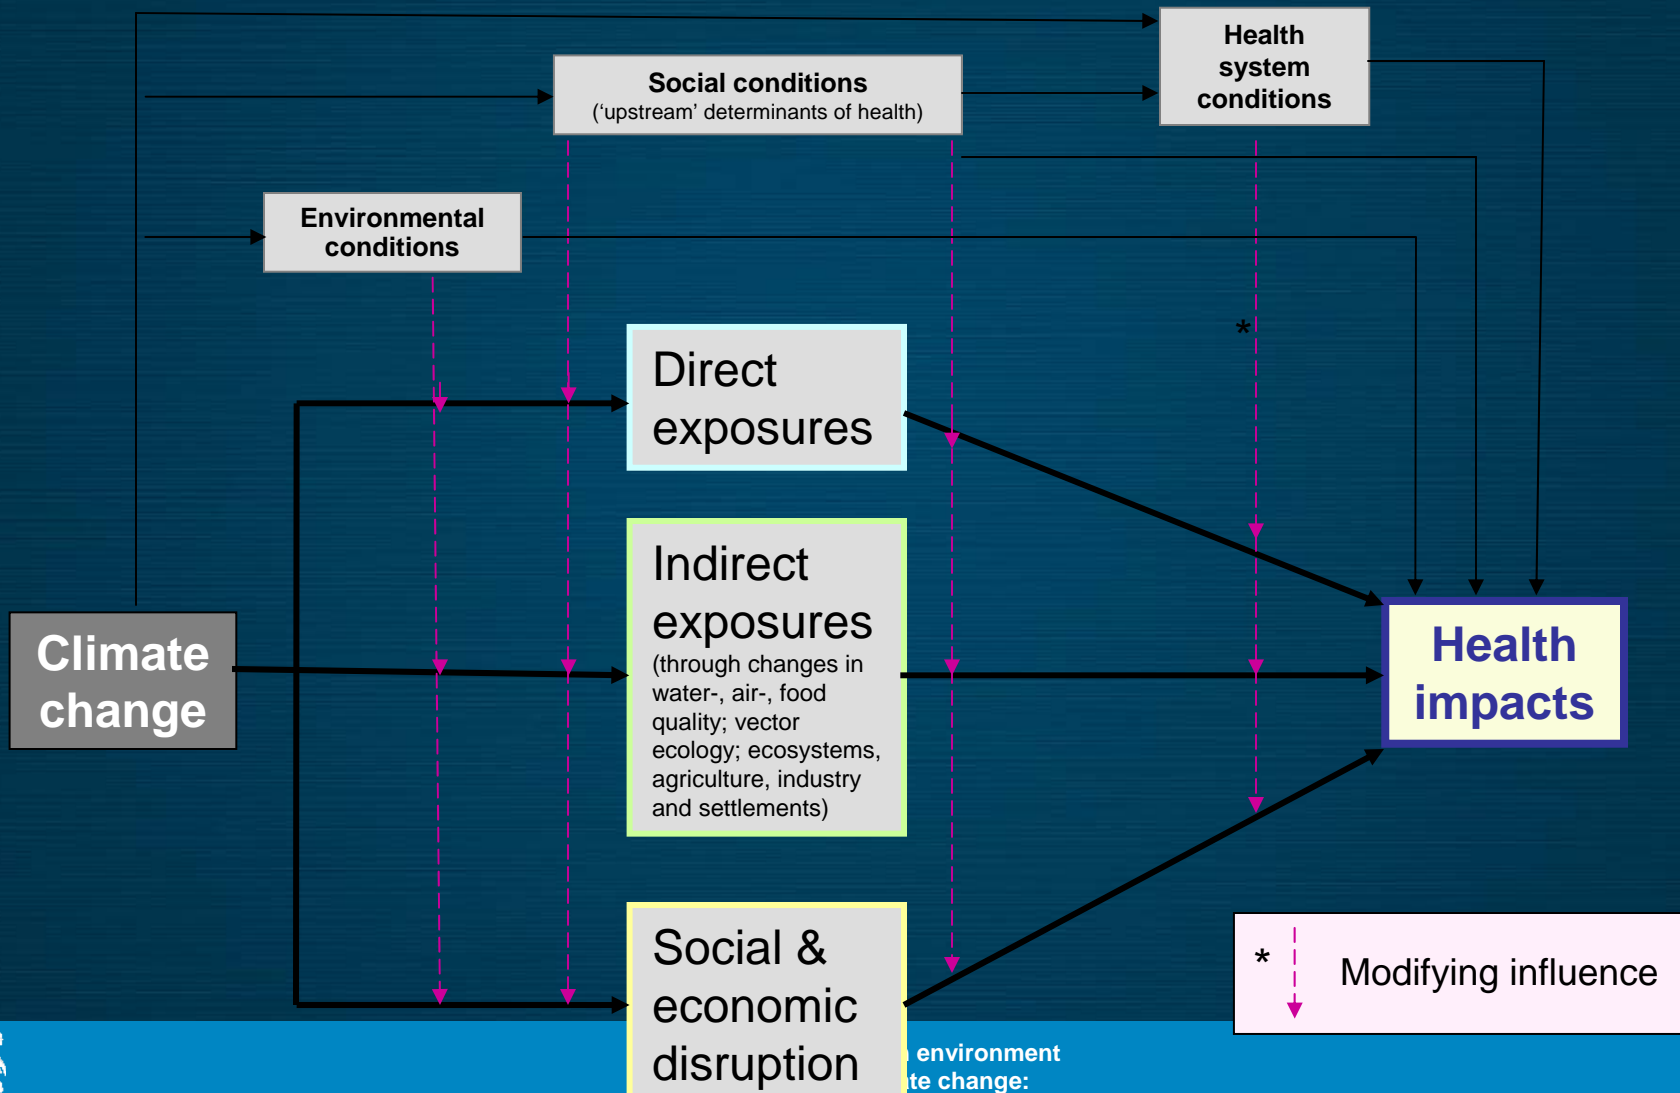 Health
system
conditions
Social conditions
(‘upstream’ determinants of health)
Environmental
conditions
*
Direct
exposures
Indirect
exposures
(through changes in
water-, air-, food
quality; vector
ecology; ecosystems,
agriculture, industry
and settlements)
Climate
change
Health
impacts
Social &
economic
disruption
* Modifying influence
environment
change: